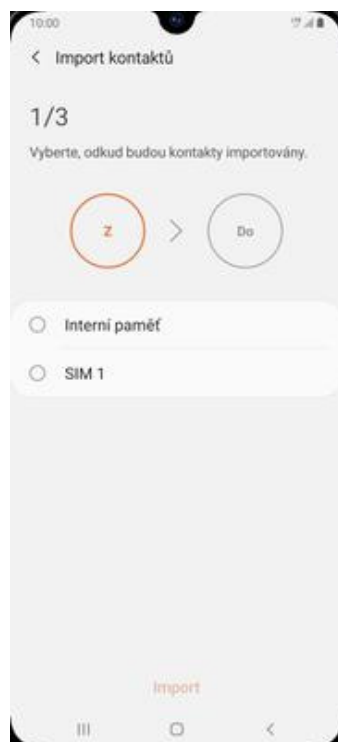 10:00
Import kontaktů
1/3
Vyberte, odkud budou kontakty importovány.
Z
Do
Interní paměť
SIM 1
Import